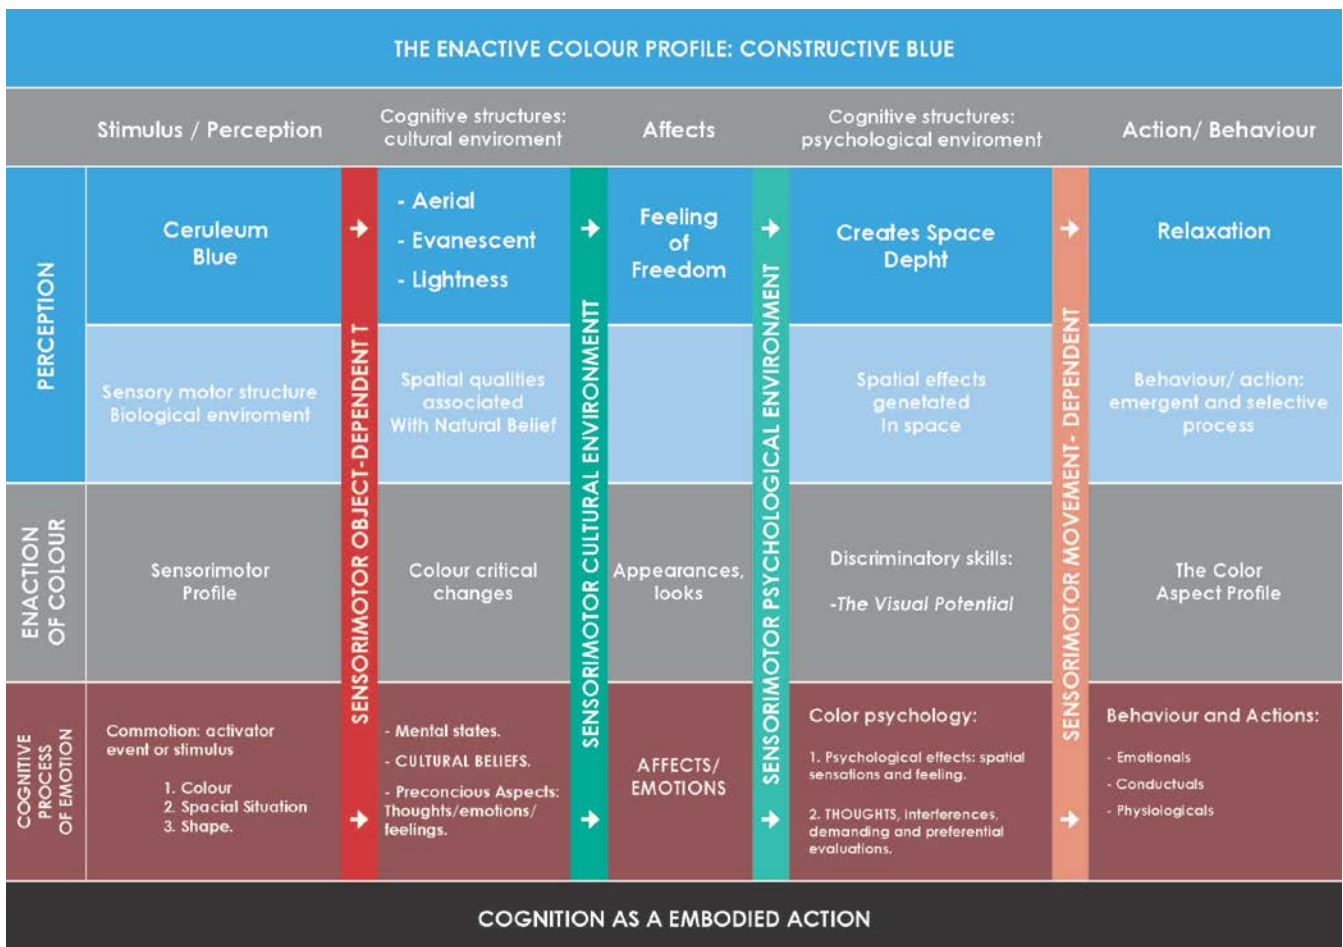 THE ENACTIVE COLOUR PROFILE: CONSTRUCTIVE BLUE
Stimulus / Perception
Cognitive structures:
cultural enviroment
Affects
Cognitive structures:
psychological enviroment
Action/ Behaviour
PERCEPTION
Ceruleum
Blue
- Aerial
- Evanescent
- Lightness
Feeling
of
Freedom
Creates Space
Depht
Relaxation
Sensory motor structure
Biological enviroment
Spatial qualities
associated
With Natural Belief
Spatial effects
genetated
In space
Behaviour/ action:
emergent and selective
process
SENSORIMOTOR OBJECT-DEPENDENT T
SENSORIMOTOR CULTURAL ENVIRONMENTT
SENSORIMOTOR PSYCHOLOGICAL ENVIRONMENT
SENSORIMOTOR MOVEMENT- DEPENDENT
ENACTION
OF COLOUR
Sensorimotor
Profile
Colour critical
changes
Appearances,
looks
Discriminatory skills:
-The Visual Potential
The Color
Aspect Profile
COGNITIVE
PROCESS
OF EMOTION
Commotion: activator
event or stimulus
1. Colour
2. Spacial Situation
3. Shape.
- Mental states.
- CULTURAL BELIEFS.
- Preconcious Aspects:
Thoughts/emotions/
feelings.
AFFECTS/
EMOTIONS
Color psychology:
1. Psychological effects: spatial
sensations and feeling.
2. THOUGHTS, interferences,
demanding and preferential
evaluations.
Behaviour and Actions:
- Emotionals
- Conductuals
- Physiologicals
COGNITION AS A EMBODIED ACTION